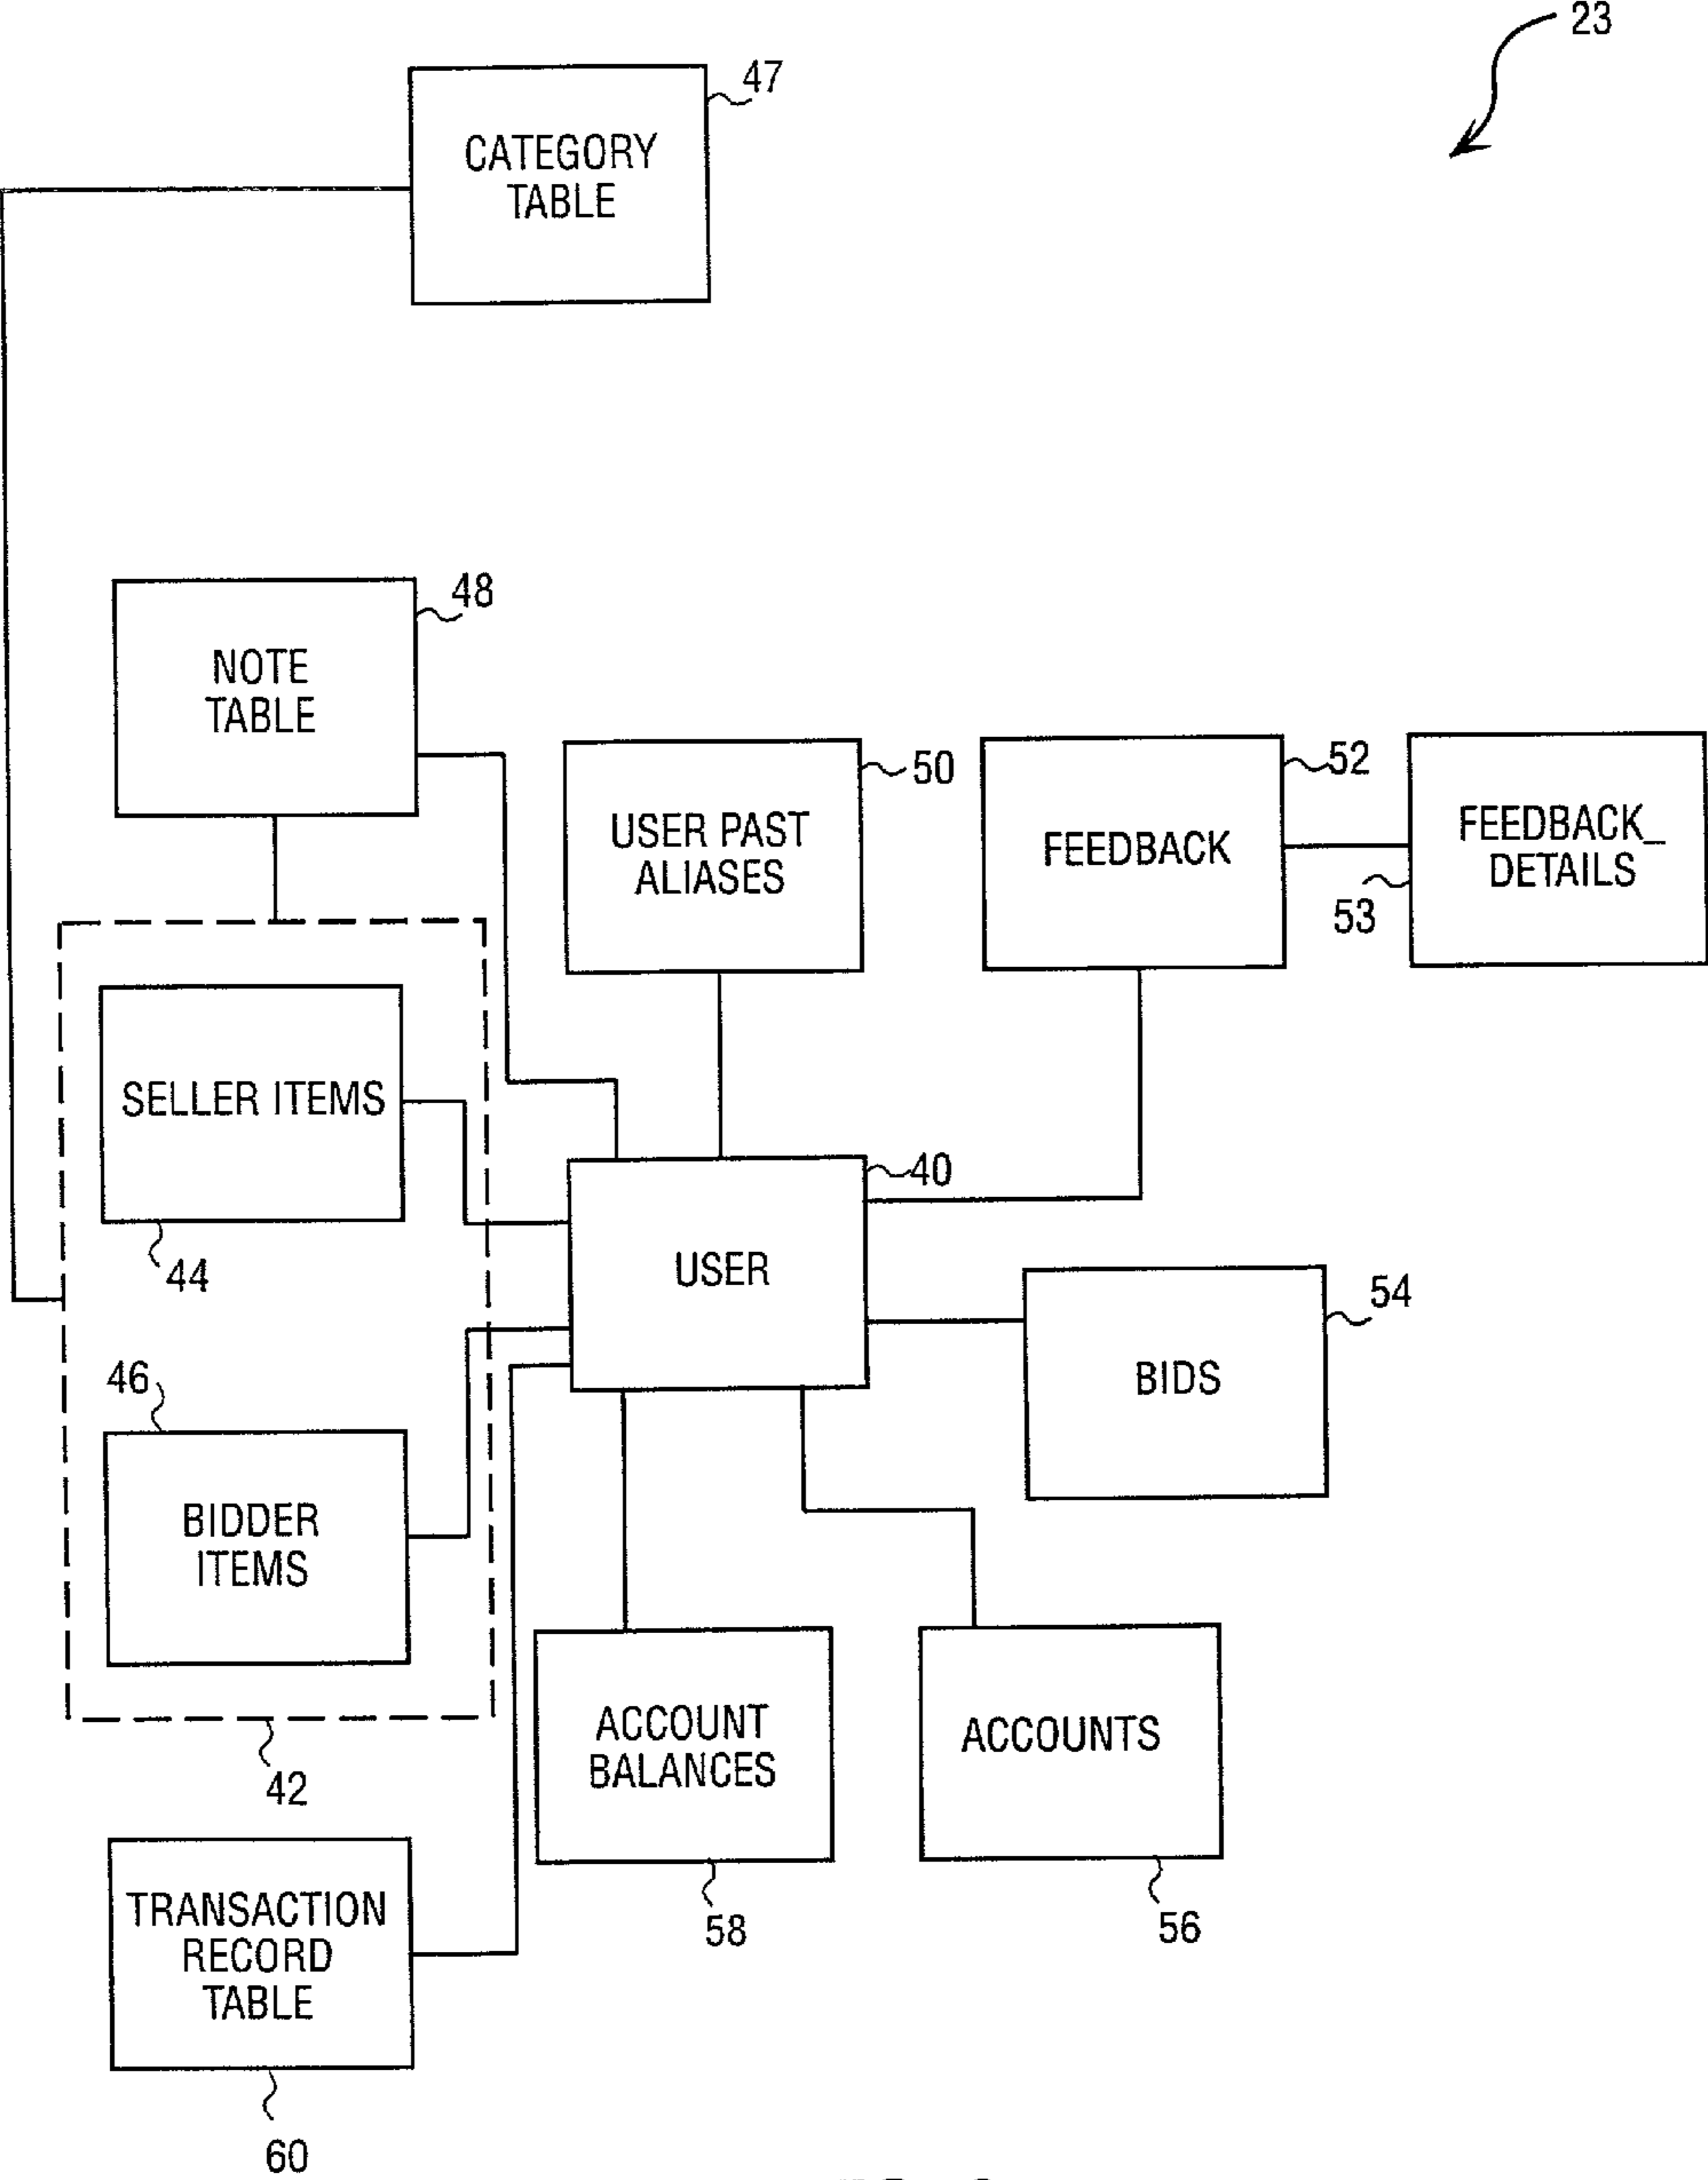 23
47
CATEGORY
TABLE
48
NOTE
TABLE
50
USER PAST
ALIASES
52
FEEDBACK
FEEDBACK_
DETAILS
53
SELLER ITEMS
44
40
USER
54
BIDS
46
BIDDER
ITEMS
42
ACCOUNT
BALANCES
58
ACCOUNTS
56
TRANSACTION
RECORD
TABLE
60